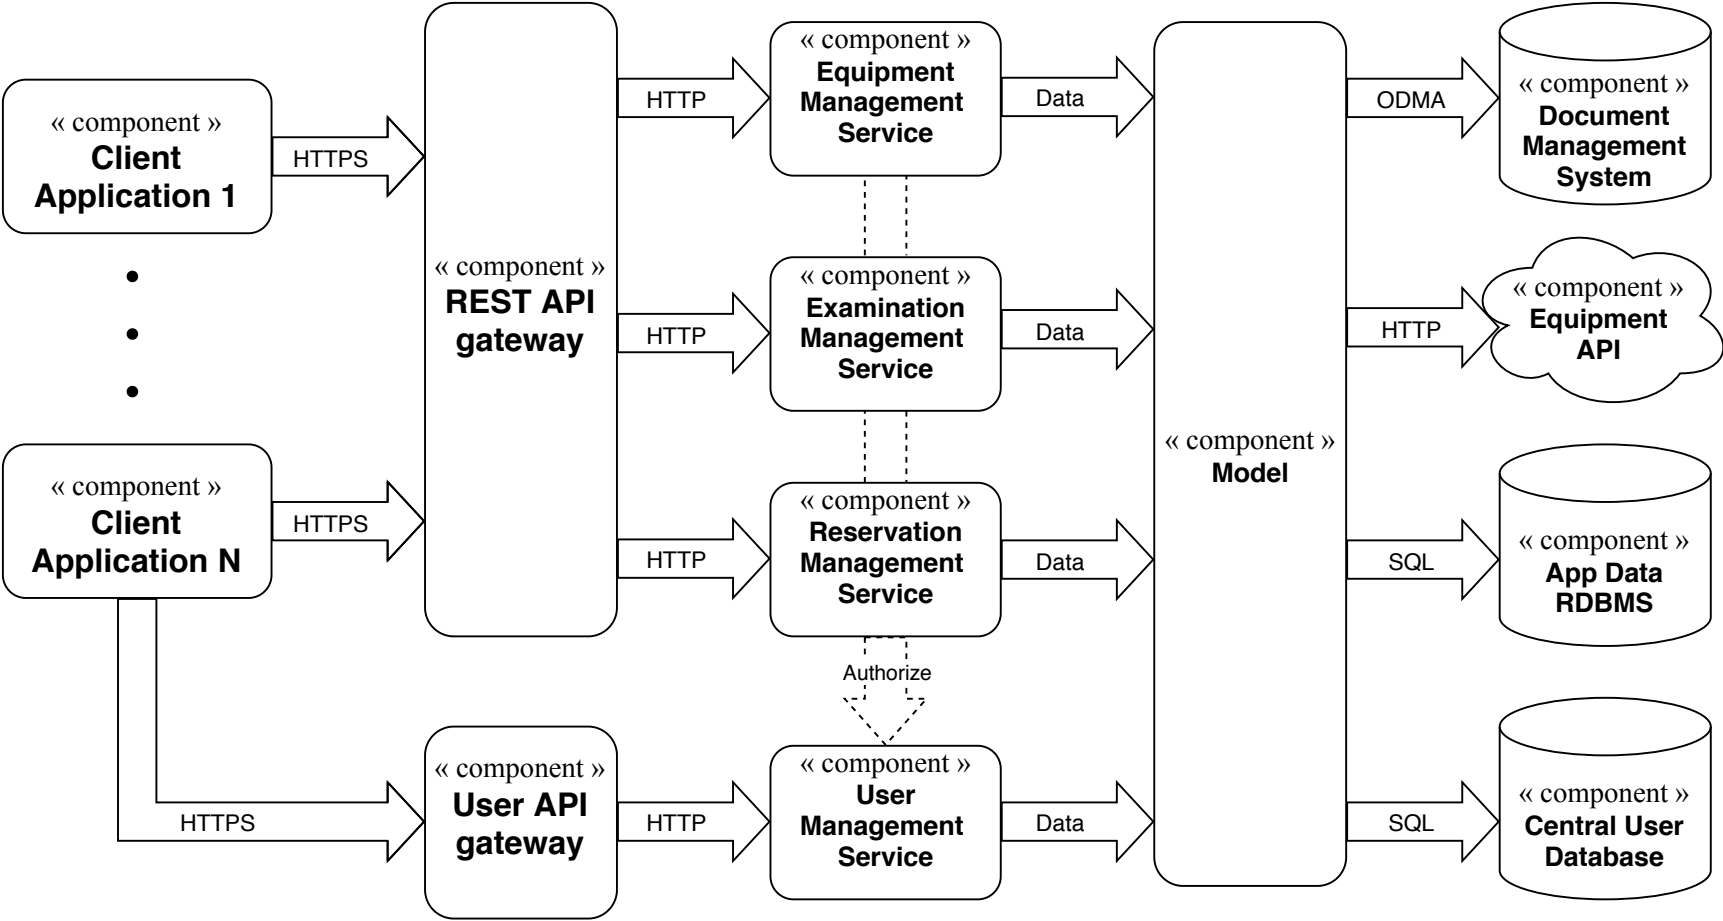 « component »
Client
Application 1
HTTPS
« component »
Client
Application N
HTTPS
HTTPS
« component »
REST API
gateway
« component »
User API
gateway
HTTP
HTTP
HTTP
HTTP
« component »
Equipment
Management
Service
« component »
Examination
Management
Service
« component »
Reservation
Management
Service
Authorize
« component »
User
Management
Service
Data
Data
Data
Data
« component »
Model
ODMA
HTTP
SQL
SQL
« component »
Document
Management
System
« component »
Equipment
API
« component »
App Data
RDBMS
« component »
Central User
Database